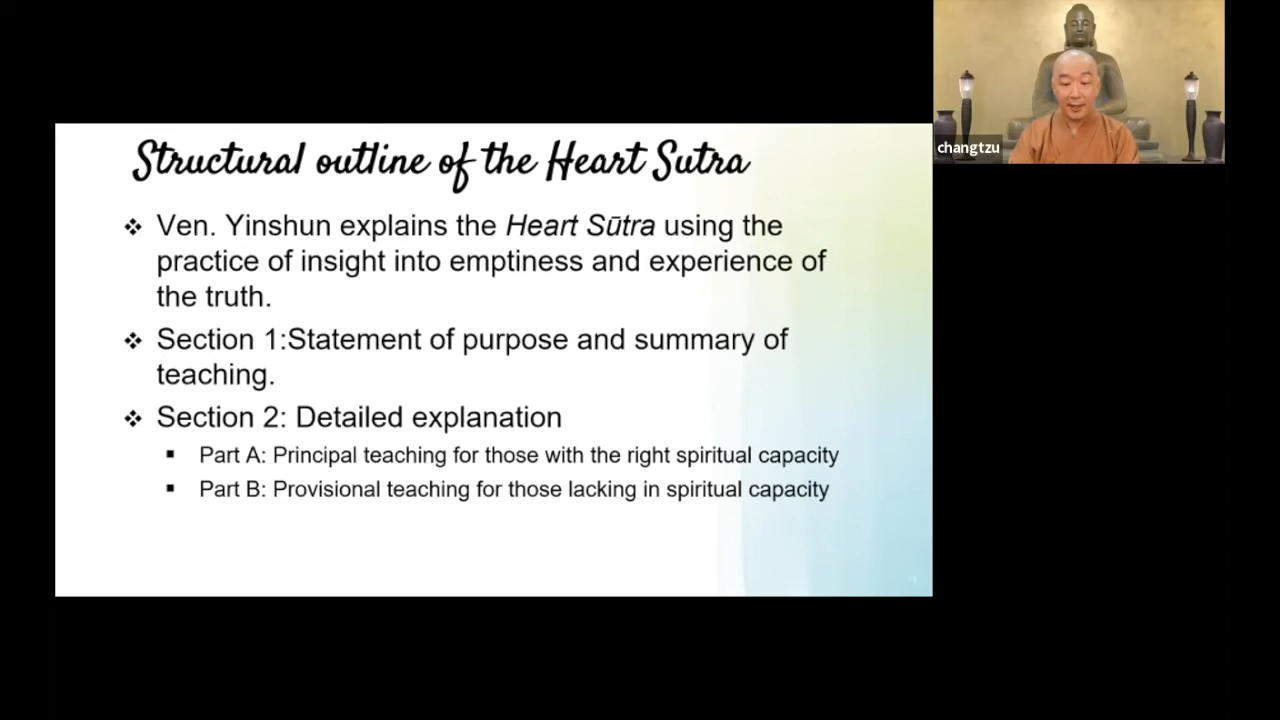 Structural outline of the Heart Sutra
❖ Ven. Yinshun explains the Heart Sūtra using the
practice of insight into emptiness and experience of
the truth.
❖ Section 1:Statement of purpose and summary of
teaching.
❖ Section 2: Detailed explanation
▪ Part A: Principal teaching for those with the right spiritual capacity
▪ Part B: Provisional teaching for those lacking in spiritual capacity
changtzu